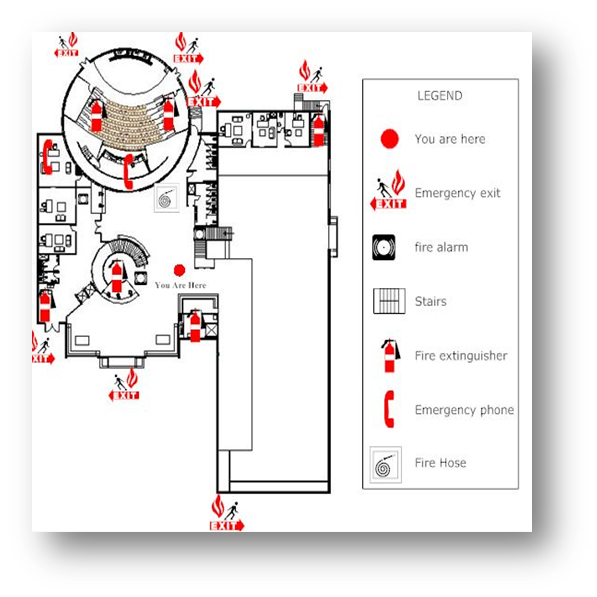 EXIT
EXIT
EXIT
EXIT
LEGEND
You are here
Emergency exit
EXIT
fire alarm
You Are Here
Stairs
EXIT
Fire extinguisher
EXIT
Emergency phone
Fire Hose
EXIT